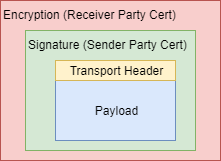 Encryption (Receiver Party Cert)
Signature (Sender Party Cert)
Transport Header
Payload